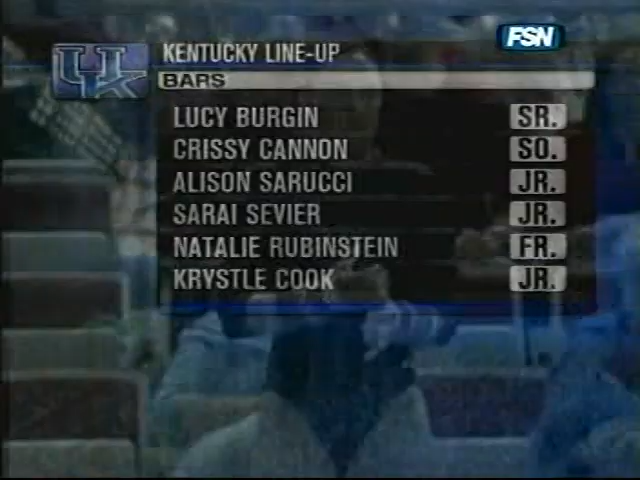 FSN
UK
KENTUCKY LINE-UP
BARS
LUCY BURGIN SR.
CRISSY CANNON SO.
ALISON SARUCCI JR.
SARAI SEVIER JR.
NATALIE RUBINSTEIN FR.
KRYSTLE COOK JR.